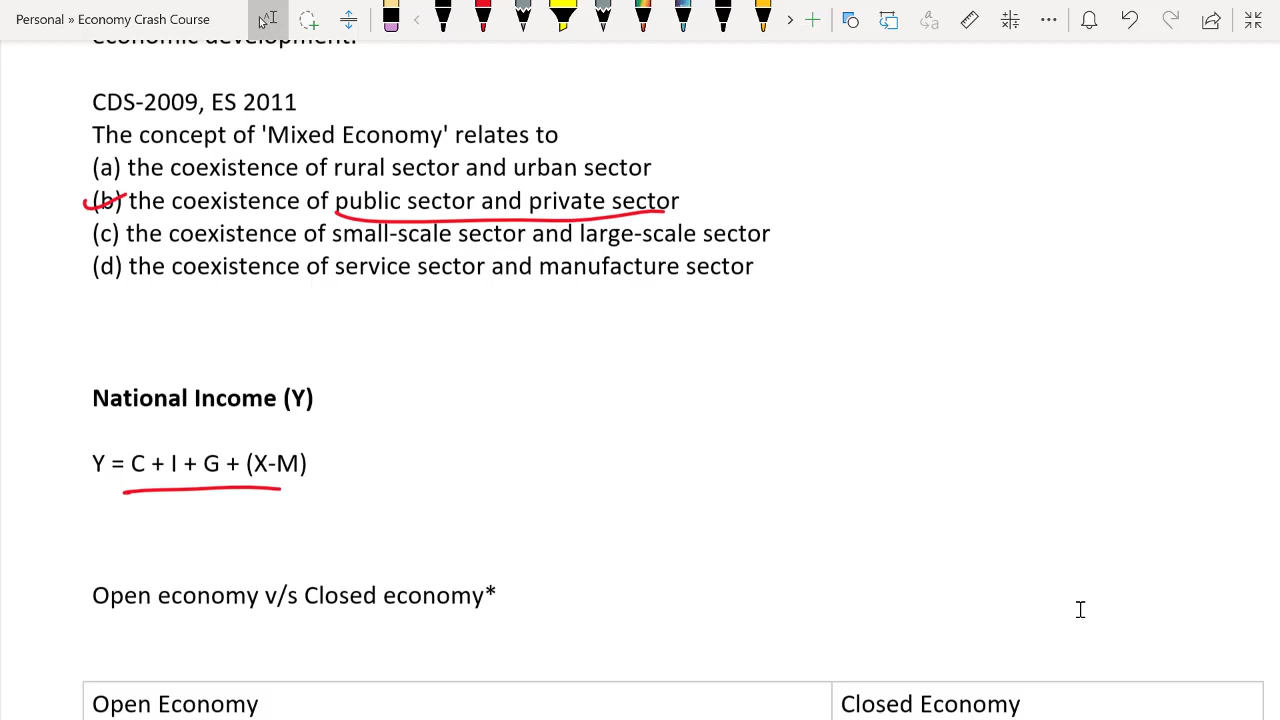 Personal » Economy Crash Course
economic development.
CDS-2009, ES 2011
The concept of 'Mixed Economy' relates to
(a) the coexistence of rural sector and urban sector
(b) the coexistence of public sector and private sector
(c) the coexistence of small-scale sector and large-scale sector
(d) the coexistence of service sector and manufacture sector
National Income (Y)
Y = C + I + G + (X-M)
Open economy v/s Closed economy*
Open Economy
Closed Economy